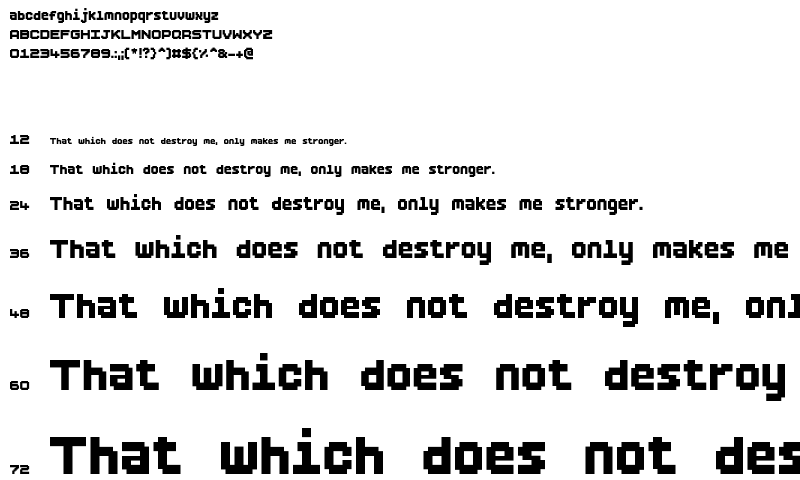 abcdefghijklmnopqrstuvwxyz
ABCDEFGHIJKLMNOPQRSTUVWXYZ
0123456789.:,;(*!?}^)#${%^&-+@
12 That which does not destroy me, only makes me stronger.
18 That which does not destroy me, only makes me stronger.
24 That which does not destroy me, only makes me stronger.
36 That which does not destroy me, only makes me
48 That which does not destroy me, onl
60 That which does not destroy
72 That which does not des